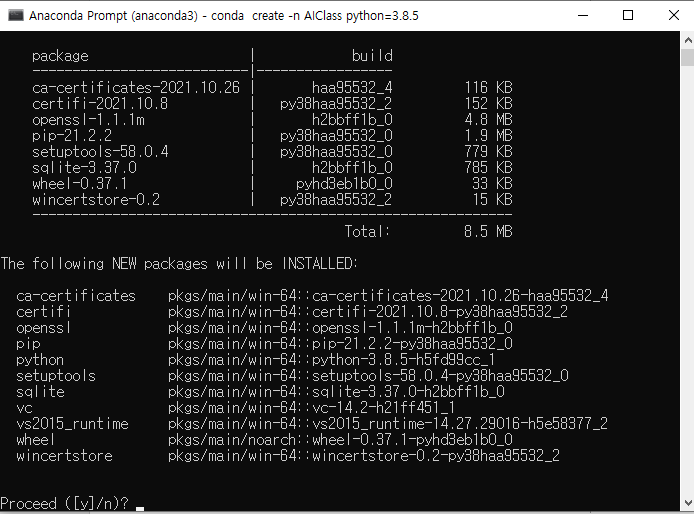 Anaconda Prompt (anaconda3) - conda  create -n AIClass python=3.8.5
package | build
---------------------------|-----------------
ca-certificates-2021.10.26 | haa95532_4 116 KB
certifi-2021.10.8 | py38haa95532_2 152 KB
openssl-1.1.1m | h2bbff1b_0 4.8 MB
pip-21.2.2 | py38haa95532_0 1.9 MB
setuptools-58.0.4 | py38haa95532_0 779 KB
sqlite-3.37.0 | h2bbff1b_0 785 KB
wheel-0.37.1 | pyhd3eb1b0_0 33 KB
wincertstore-0.2 | py38haa95532_2 15 KB
------------------------------------------------------------
Total: 8.5 MB
The following NEW packages will be INSTALLED:
ca-certificates pkgs/main/win-64::ca-certificates-2021.10.26-haa95532_4
certifi pkgs/main/win-64::certifi-2021.10.8-py38haa95532_2
openssl pkgs/main/win-64::openssl-1.1.1m-h2bbff1b_0
pip pkgs/main/win-64::pip-21.2.2-py38haa95532_0
python pkgs/main/win-64::python-3.8.5-h5fd99cc_1
setuptools pkgs/main/win-64::setuptools-58.0.4-py38haa95532_0
sqlite pkgs/main/win-64::sqlite-3.37.0-h2bbff1b_0
vc pkgs/main/win-64::vc-14.2-h21ff451_1
vs2015_runtime pkgs/main/win-64::vs2015_runtime-14.27.29016-h5e58377_2
wheel pkgs/main/noarch::wheel-0.37.1-pyhd3eb1b0_0
wincertstore pkgs/main/win-64::wincertstore-0.2-py38haa95532_2
Proceed ([y]/n)?